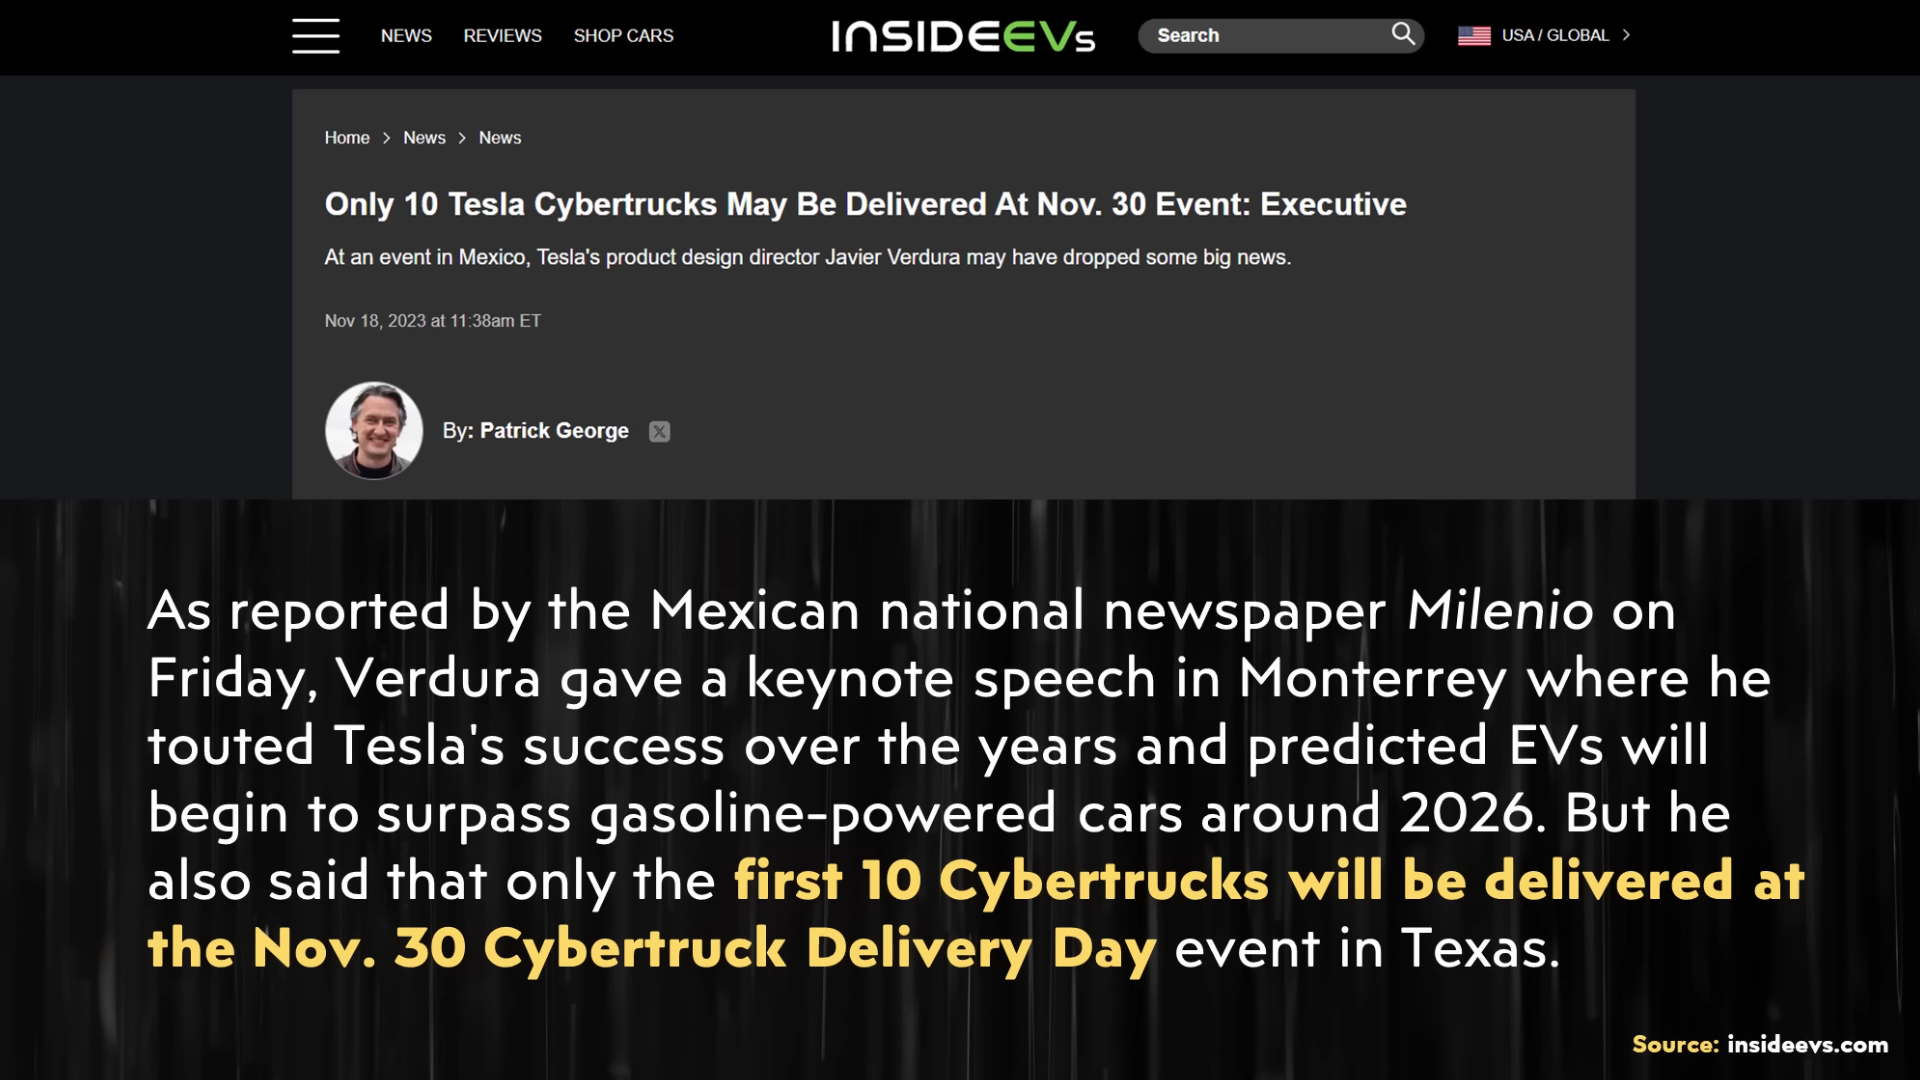 NEWS REVIEWS SHOP CARS INSIDEEVs Search USA / GLOBAL
Home > News > News
Only 10 Tesla Cybertrucks May Be Delivered At Nov. 30 Event: Executive
At an event in Mexico, Tesla's product design director Javier Verdura may have dropped some big news.
Nov 18, 2023 at 11:38am ET
By: Patrick George X
As reported by the Mexican national newspaper Milenio on
Friday, Verdura gave a keynote speech in Monterrey where he
touted Tesla's success over the years and predicted EVs will
begin to surpass gasoline-powered cars around 2026. But he
also said that only the first 10 Cybertrucks will be delivered at
the Nov. 30 Cybertruck Delivery Day event in Texas.
Source: insideevs.com